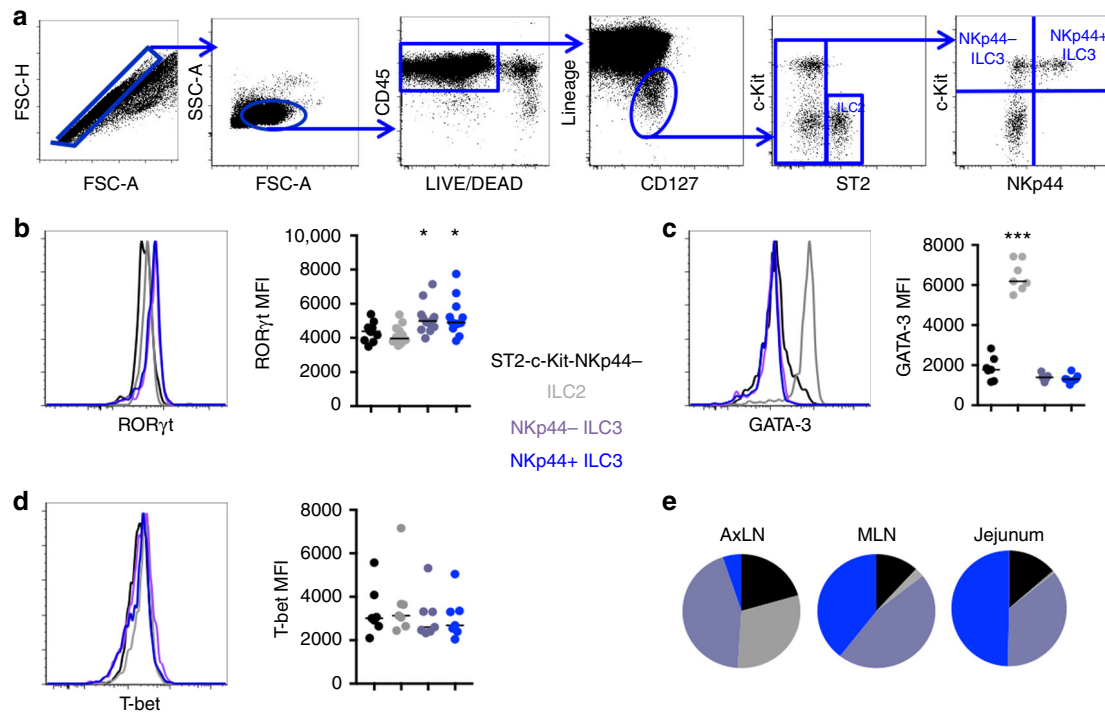 a
FSC-H
FSC-A
SSC-A
FSC-A
CD45
LIVE/DEAD
Lineage
CD127
c-Kit
ILC2
ST2
c-Kit
NKp44–
ILC3
NKp44+
ILC3
NKp44
b
RORγt
RORγt MFI
10,000
8000
6000
4000
2000
0
*
*
ST2-c-Kit-NKp44–
ILC2
NKp44– ILC3
NKp44+ ILC3
c
GATA-3
GATA-3 MFI
8000
6000
4000
2000
0
***
d
T-bet
T-bet MFI
8000
6000
4000
2000
0
e
AxLN
MLN
Jejunum